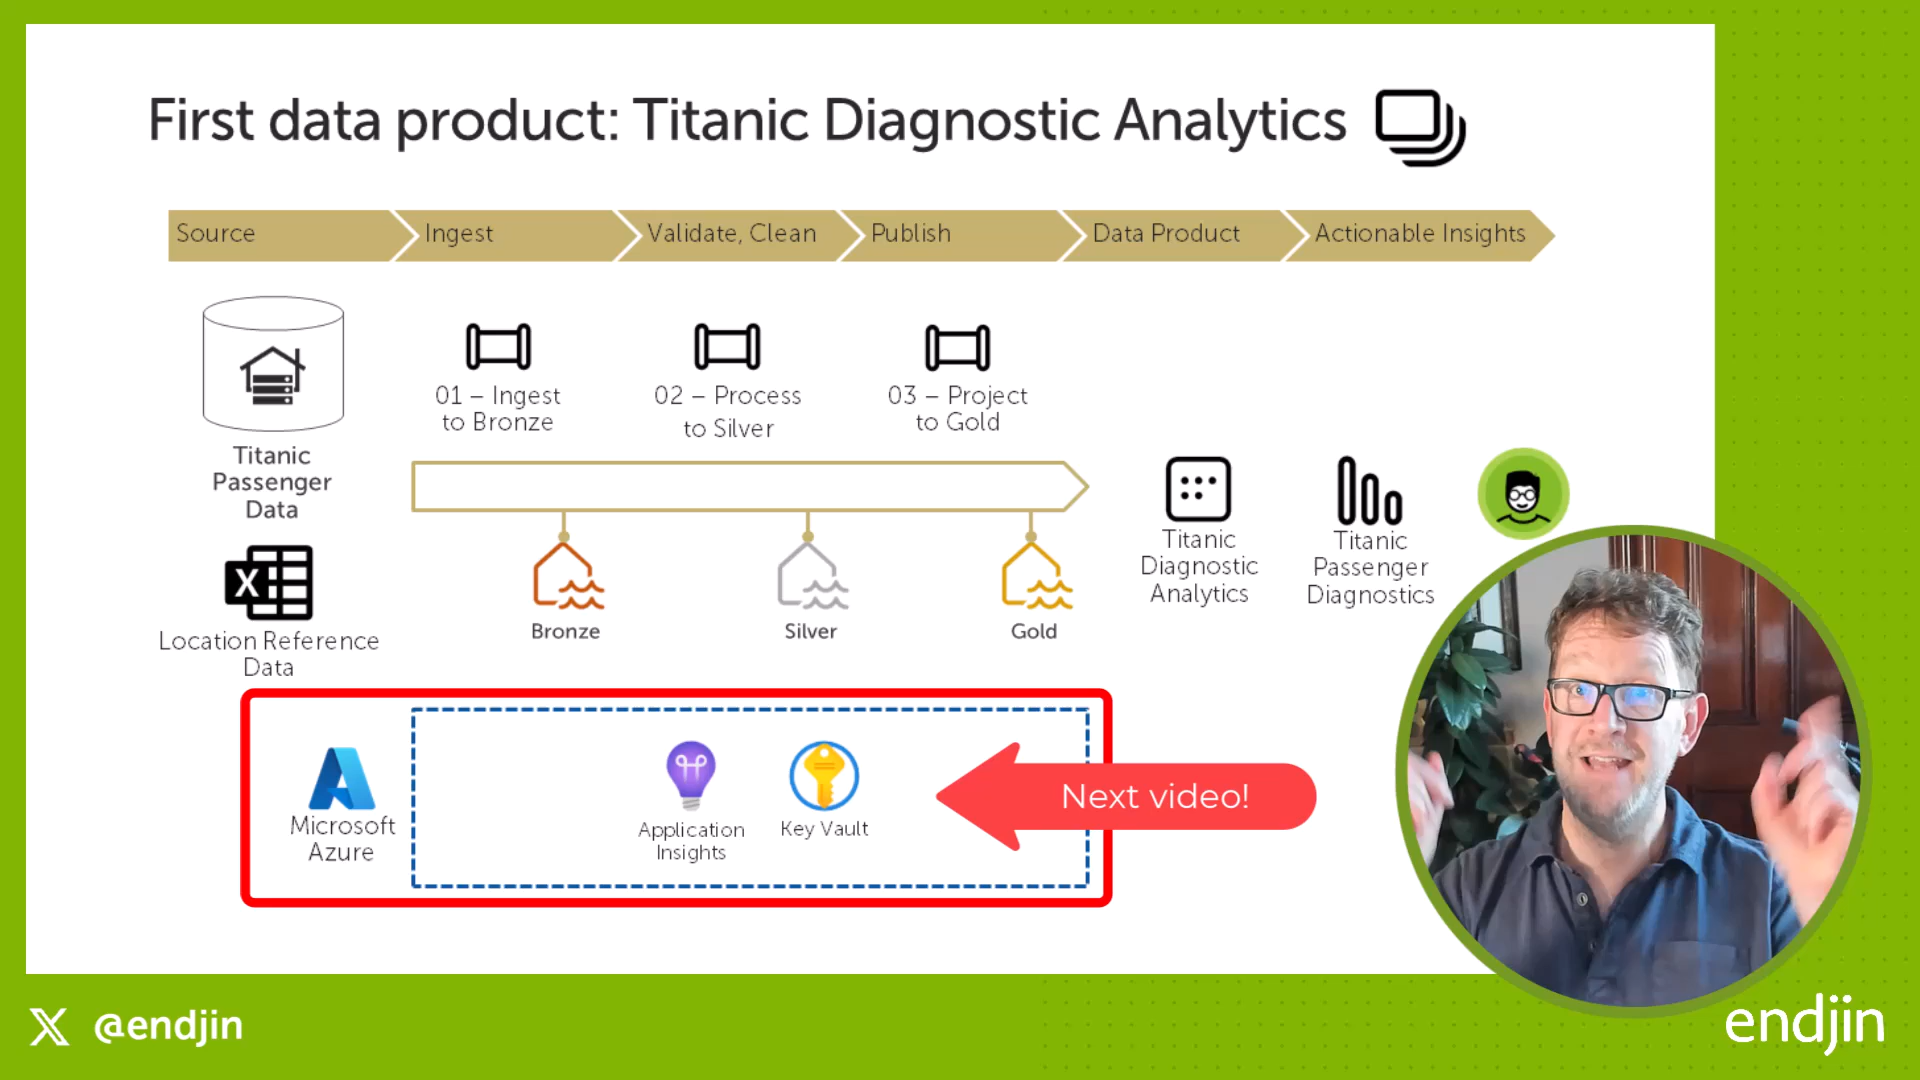 First data product: Titanic Diagnostic Analytics
Source
Ingest
Validate, Clean
Publish
Data Product
Actionable Insights
01 – Ingest
to Bronze
02 – Process
to Silver
03 – Project
to Gold
Titanic
Passenger
Data
X
Location Reference
Data
Bronze
Silver
Gold
Titanic
Diagnostic
Analytics
Titanic
Passenger
Diagnostics
Microsoft
Azure
Application
Insights
Key Vault
Next video!
X @endjin
endjin